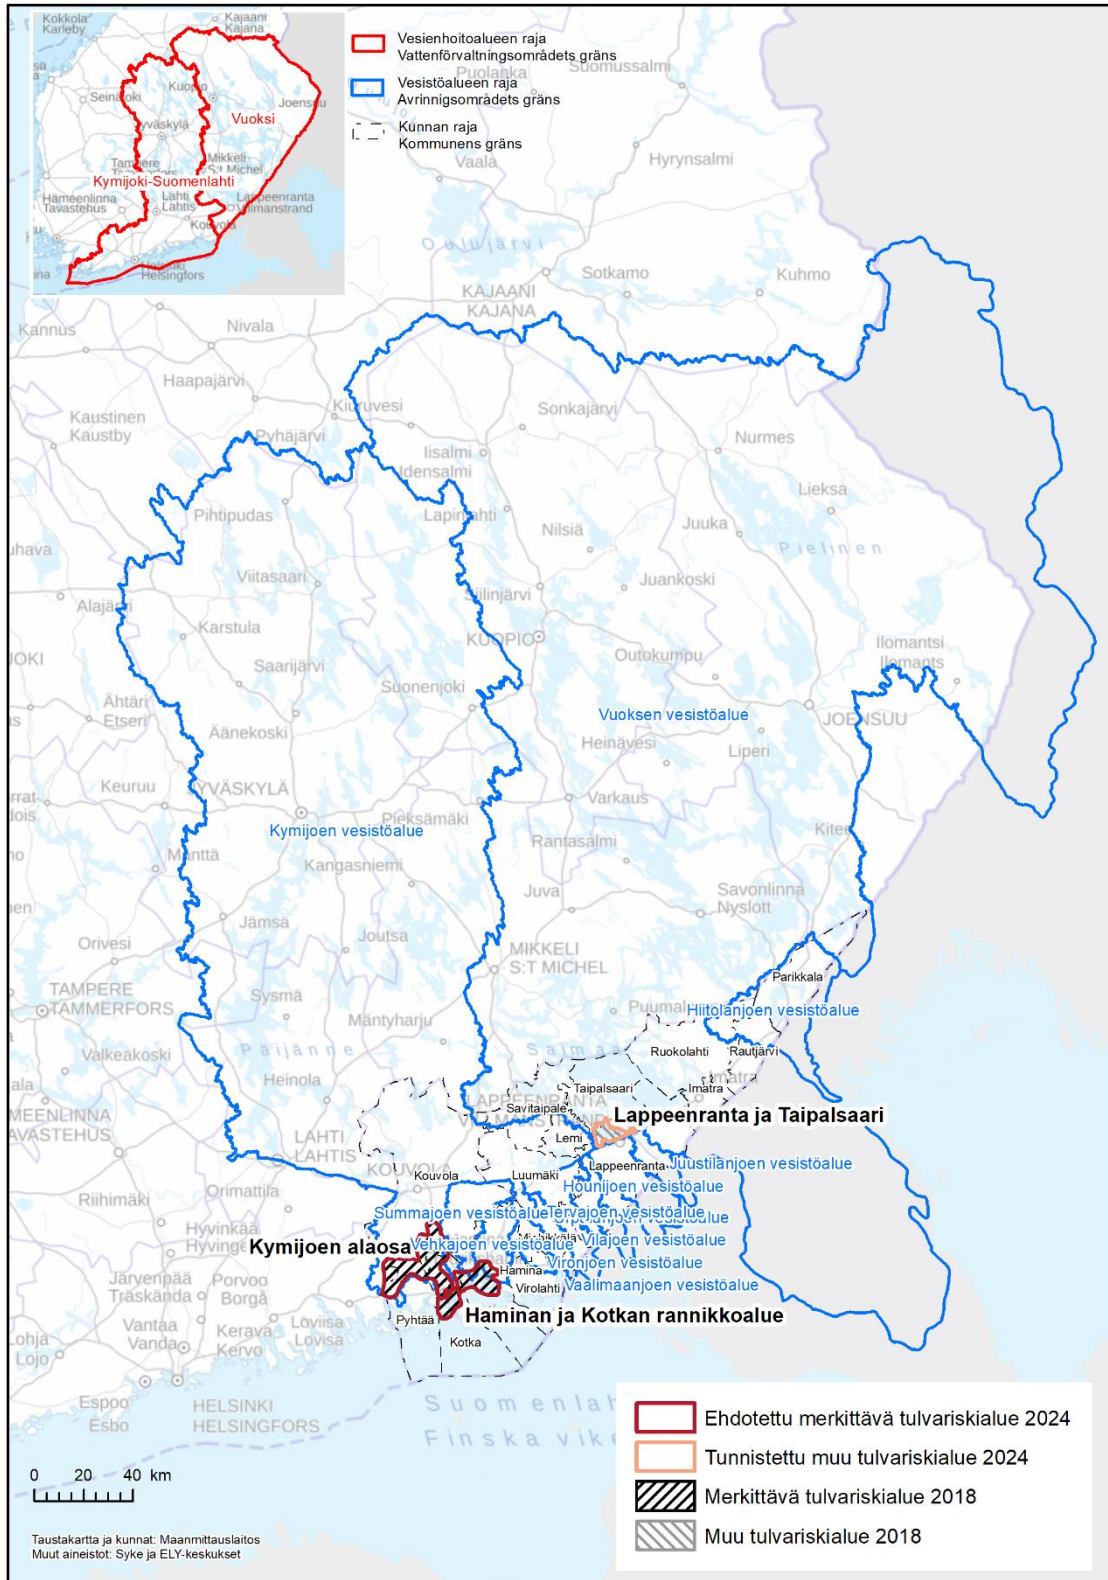 Kokkola
Karleby
Kajaani
Kajana
Seinäjoki
Kuopio
Joensuu
Vuoksi
Tampere
Mikkeli
S:t Michel
Kymijoki-Suomenlahti
Hämeenlinna
Tavastehus
Lahti
Lahtis
Lappeenranta
Villmanstrand
Kouvola
Helsinki
Helsingfors
Vesienhoitoalueen raja
Vattenförvaltningsområdets gräns
Vesistöalueen raja
Avrinnigsområdets gräns
Kunnan raja
Kommunens gräns
Puolanka
Suomussalmi
Vaala
Hyrynsalmi
Oulujärvi
Sotkamo
Kuhmo
KAJAANI
KAJANA
Kannus
Nivala
Haapajärvi
Kaustinen
Kaustby
Kiuruvesi
Sonkajärvi
Pyhäjärvi
Iisalmi
Idensalmi
Nurmes
Lieksa
Pihtipudas
Lapinlahti
Nilsiä
Juuka
Pielinen
Viitasaari
Juankoski
Siilinjärvi
Alajärvi
Karstula
KUOPIO
Ilomantsi
Ilomants
Saarijärvi
Outokumpu
Suonenjoki
Ähtäri
Etseri
Vuoksen vesistöalue
JOENSUU
Äänekoski
Heinävesi
Liperi
Keuruu
JYVÄSKYLÄ
Varkaus
Pieksämäki
Kymijoen vesistöalue
Rantasalmi
Kitee
Mänttä
Kangasniemi
Juva
Savonlinna
Nyslott
Jämsä
Joutsa
Orivesi
MIKKELI
S:T MICHEL
Parikkala
TAMPERE
TAMMERFORS
Sysmä
Puumala
Hiitolanjoen vesistöalue
Mäntyharju
Valkeakoski
Päijänne
Saimaa
Ruokolahti
Rautjärvi
Heinola
Taipalsaari
Imatra
Imatra
LAPPEENRANTA
Savitaipale
Lappeenranta ja Taipalsaari
LAHTI
LAHTIS
Lemi
KOUVOLA
Kouvola
Luumäki
Lappeenranta
Juustilanjoen vesistöalue
Riihimäki
Orimattila
Hounijoen vesistöalue
Summajoen vesistöalue
Tervajoen vesistöalue
Hyvinkää
Kymijoen alaosa
Vehkajoen vesistöalue
Miehikkälä
Vilajoen vesistöalue
Virojoen vesistöalue
Hamina
Järvenpää
Träskända
Porvoo
Borgå
Virolahti
Vaalimaanjoen vesistöalue
Loviisa
Lovisa
Pyhtää
Haminan ja Kotkan rannikkoalue
Vantaa
Vanda
Kerava
Kervo
Lohja
Lojo
Kotka
Espoo
Esbo
HELSINKI
HELSINGFORS
0 20 40 km
Ehdotettu merkittävä tulvariskialue 2024
Tunnistettu muu tulvariskialue 2024
Merkittävä tulvariskialue 2018
Muu tulvariskialue 2018
Taustakartta ja kunnat: Maanmittauslaitos
Muut aineistot: Syke ja ELY-keskukset